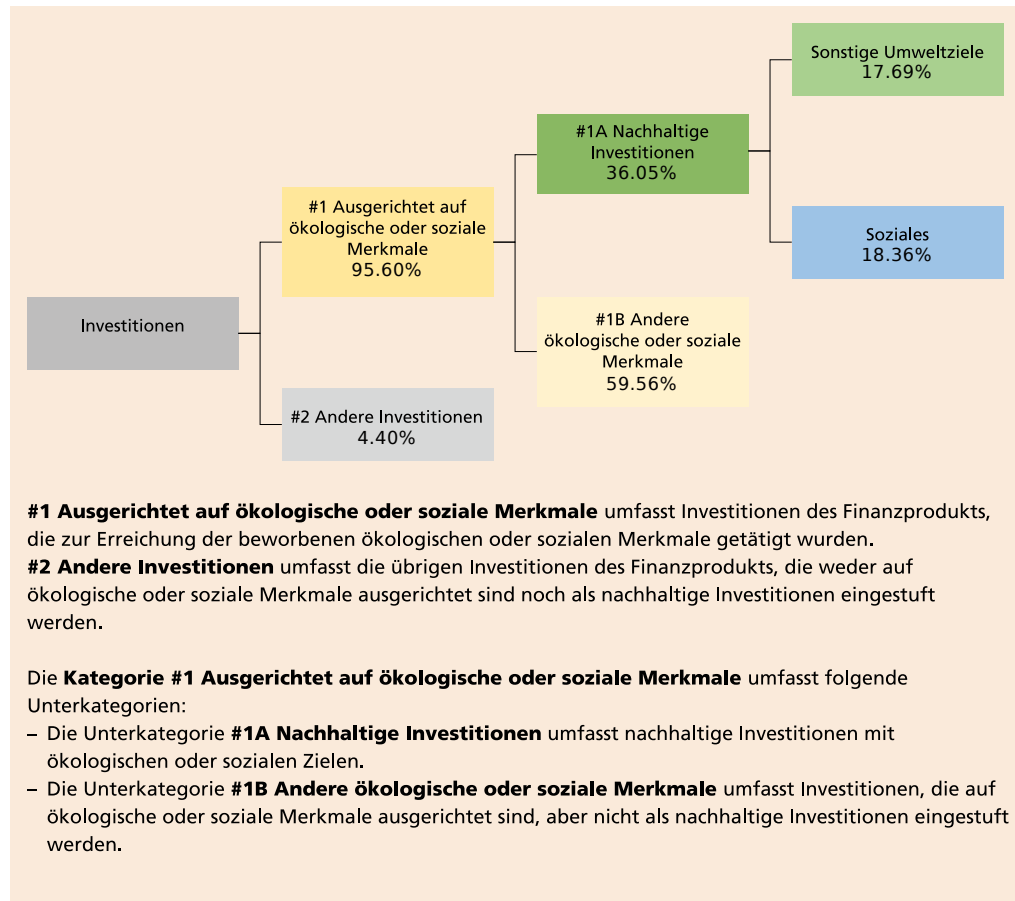 Sonstige Umweltziele
17.69%
#1A Nachhaltige
Investitionen
36.05%
#1 Ausgerichtet auf
ökologische oder soziale
Merkmale
95.60%
Soziales
18.36%
Investitionen
#1B Andere
ökologische oder soziale
Merkmale
59.56%
#2 Andere Investitionen
4.40%
#1 Ausgerichtet auf ökologische oder soziale Merkmale umfasst Investitionen des Finanzprodukts,
die zur Erreichung der beworbenen ökologischen oder sozialen Merkmale getätigt wurden.
#2 Andere Investitionen umfasst die übrigen Investitionen des Finanzprodukts, die weder auf
ökologische oder soziale Merkmale ausgerichtet sind noch als nachhaltige Investitionen eingestuft
werden.
Die Kategorie #1 Ausgerichtet auf ökologische oder soziale Merkmale umfasst folgende
Unterkategorien:
– Die Unterkategorie #1A Nachhaltige Investitionen umfasst nachhaltige Investitionen mit
ökologischen oder sozialen Zielen.
– Die Unterkategorie #1B Andere ökologische oder soziale Merkmale umfasst Investitionen, die auf
ökologische oder soziale Merkmale ausgerichtet sind, aber nicht als nachhaltige Investitionen eingestuft
werden.